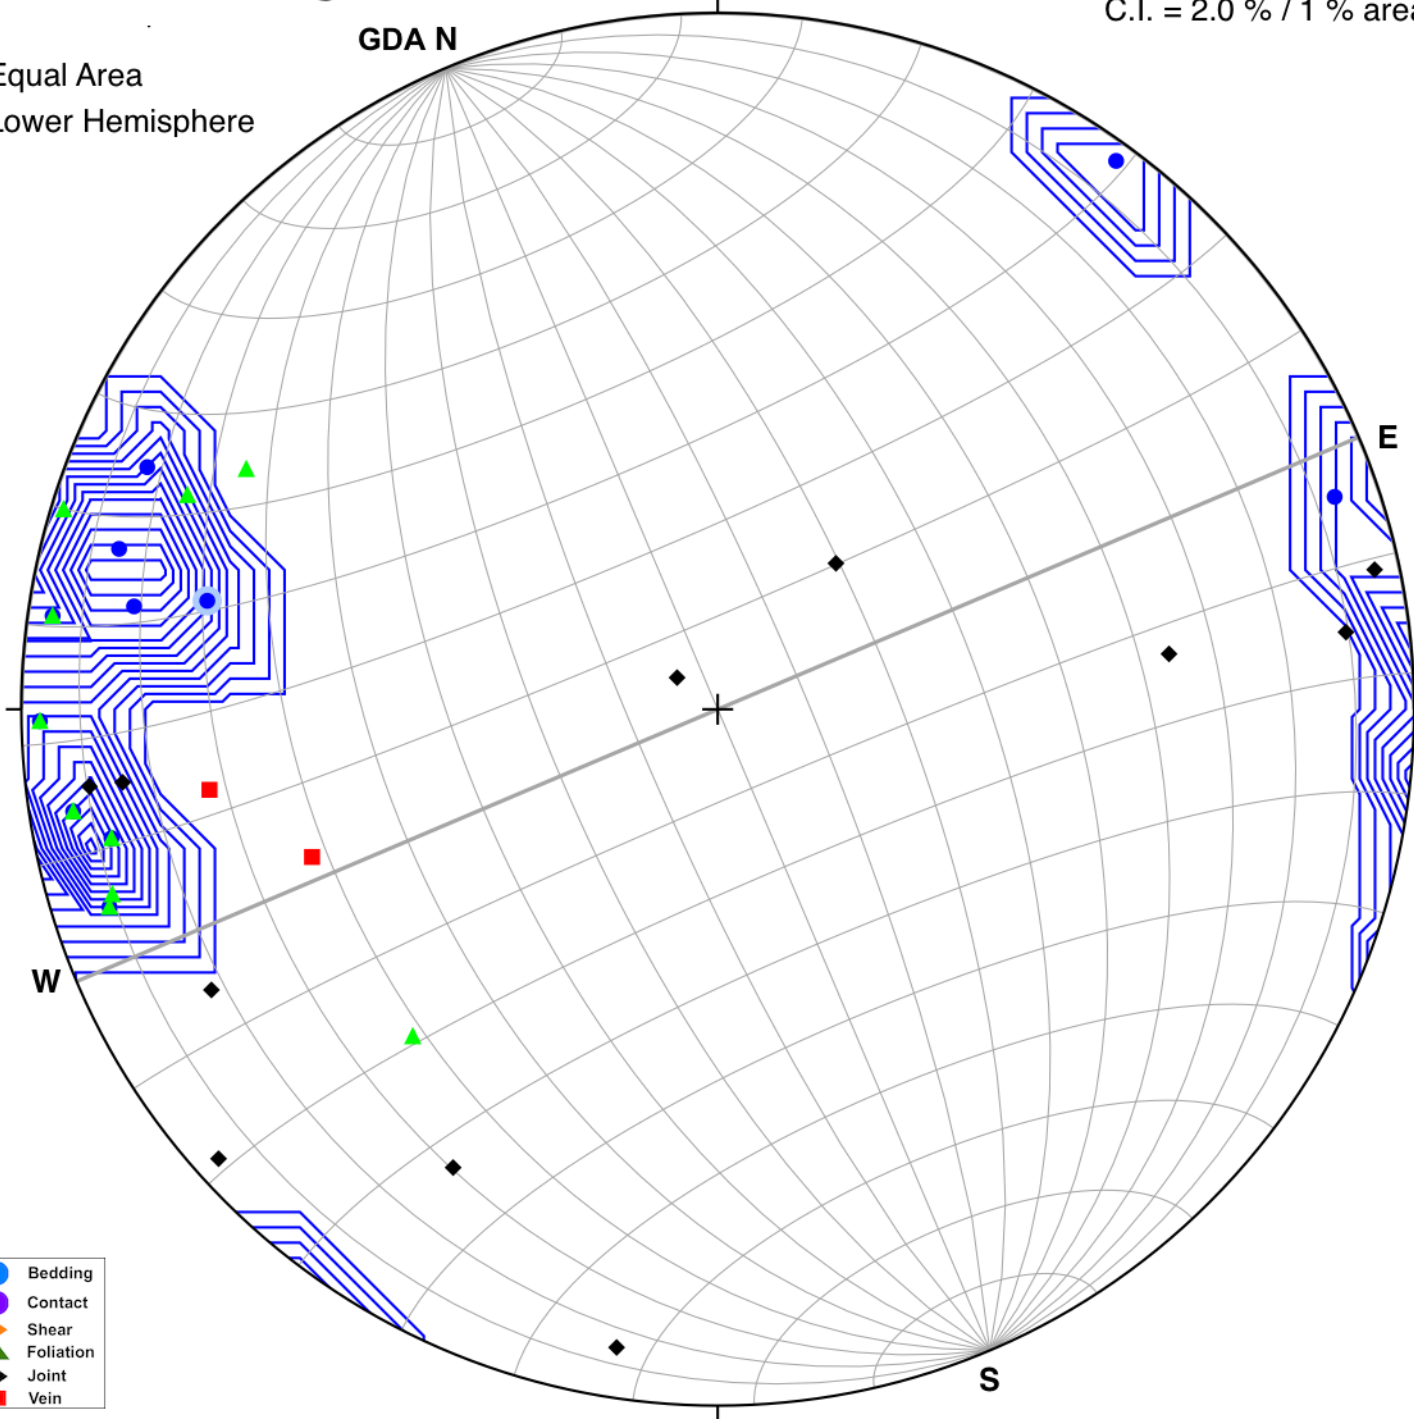 C.I. = 2.0 % / 1 % area
GDA N
Equal Area
Lower Hemisphere
E
W
S
Bedding
Contact
Shear
Foliation
Joint
Vein